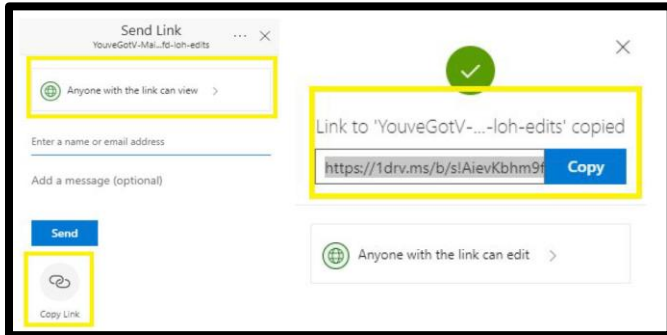 Send Link
YouveGotV-Mai...fd-loh-edits
Anyone with the link can view
Enter a name or email address
Add a message (optional)
Send
Copy Link
Link to 'YouveGotV-...-loh-edits' copied
https://1drv.ms/b/s!AievKbhm9f
Copy
Anyone with the link can edit